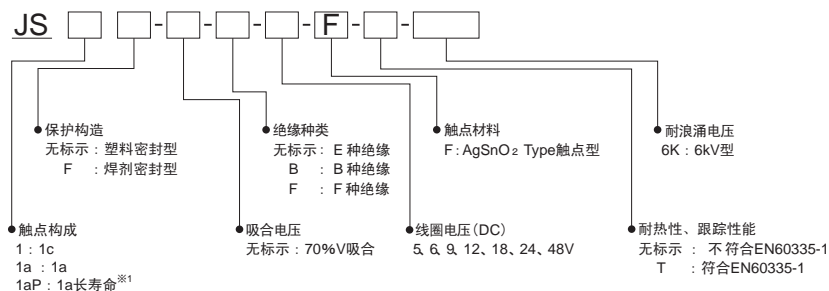 JS - - - - F - -
保护构造
无标示：塑料密封型
F ：焊剂密封型
绝缘种类
无标示：E 种绝缘
B ：B 种绝缘
F ：F 种绝缘
触点材料
F：AgSnO₂ Type触点型
耐浪涌电压
6K：6kV型
触点构成
1：1c
1a：1a
1aP：1a长寿命※1
吸合电压
无标示：70%V吸合
线圈电压（DC）
5、6、9、12、18、24、48V
耐热性、跟踪性能
无标示：不符合EN60335-1
T ：符合EN60335-1